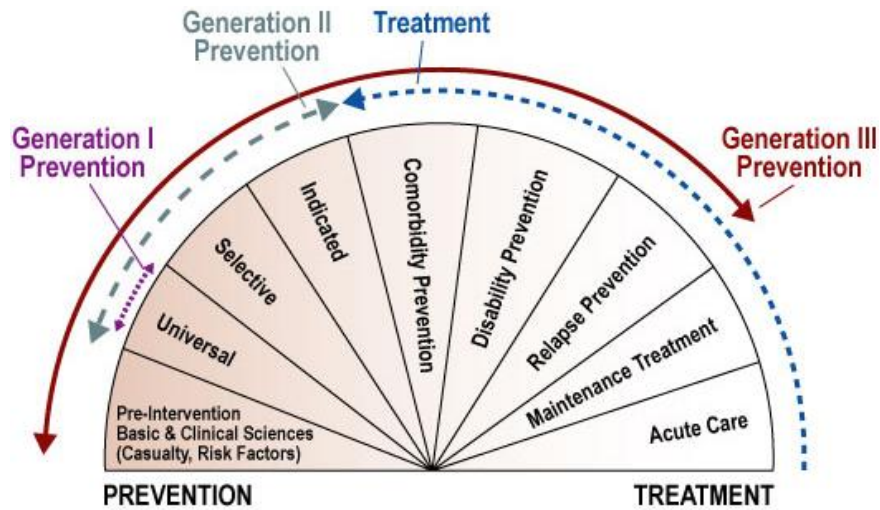 Generation II
Prevention
Treatment
Generation I
Prevention
Generation III
Prevention
Pre-Intervention
Basic & Clinical Sciences
(Casualty, Risk Factors)
Universal
Selective
Indicated
Comorbidity Prevention
Disability Prevention
Relapse Prevention
Maintenance Treatment
Acute Care
PREVENTION
TREATMENT